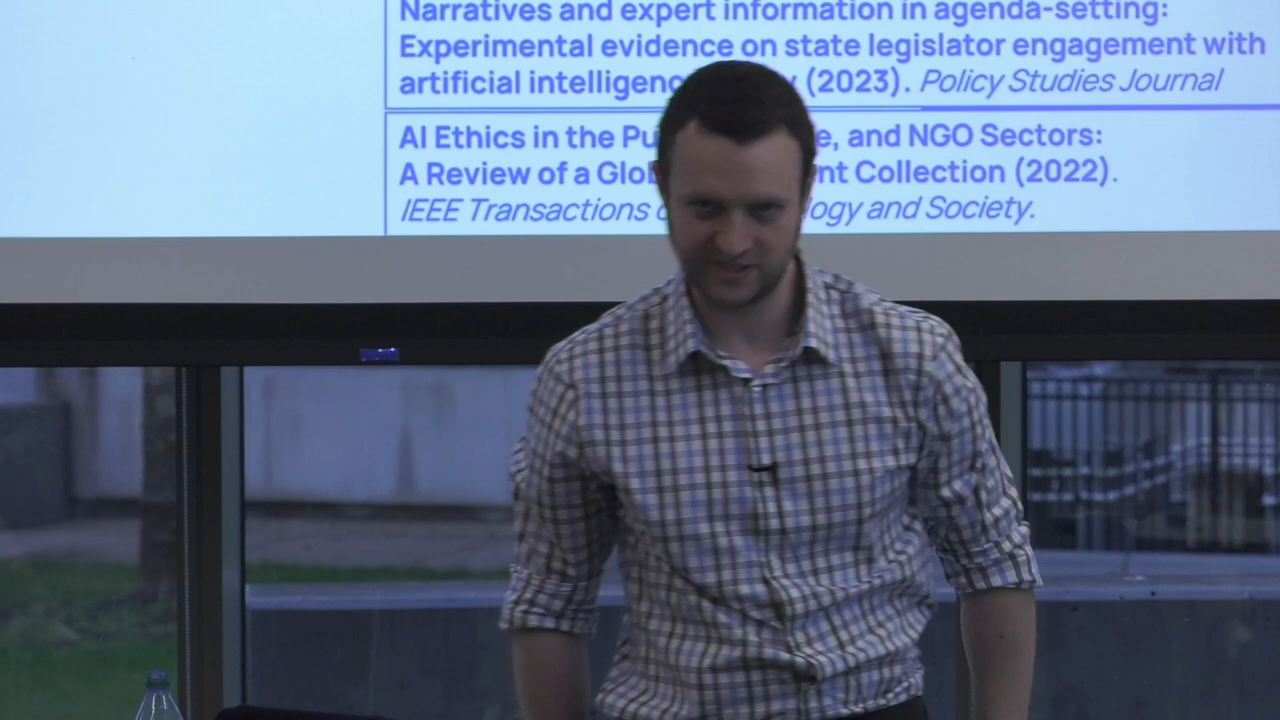 Narratives and expert information in agenda-setting:
Experimental evidence on state legislator engagement with
artificial intelligenc y (2023). Policy Studies Journal
AI Ethics in the Pu e, and NGO Sectors:
A Review of a Glo nt Collection (2022).
IEEE Transactions ogy and Society.